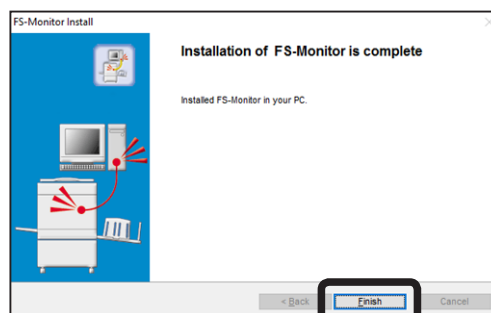 FS-Monitor Install
Installation of FS-Monitor is complete
Installed FS-Monitor in your PC.
< Back
Finish
Cancel